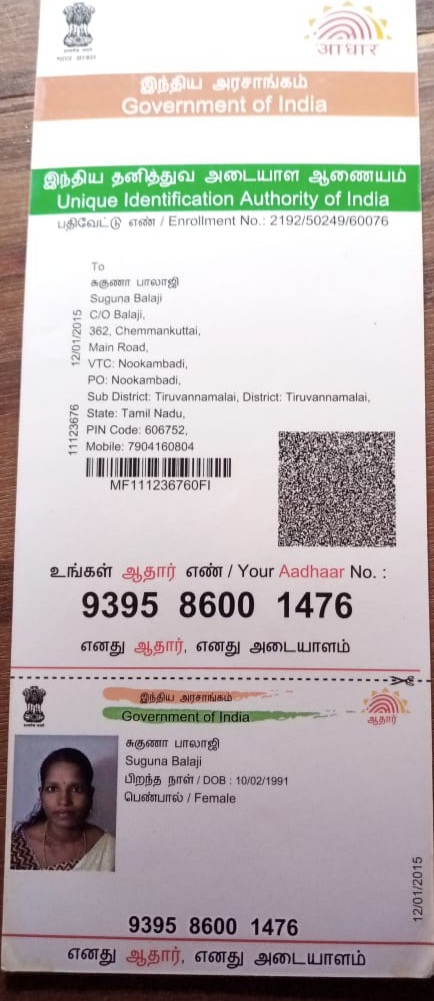 आधार
இந்திய அரசாங்கம்
Government of India
இந்திய தனித்துவ அடையாள ஆணையம்
Unique Identification Authority of India
பதிவேட்டு எண் / Enrollment No.: 2192/50249/60076
To
சுகுணா பாலாஜி
Suguna Balaji
C/O Balaji,
362, Chemmankuttai,
Main Road,
VTC: Nookambadi,
PO: Nookambadi,
Sub District: Tiruvannamalai, District: Tiruvannamalai,
State: Tamil Nadu,
PIN Code: 606752,
Mobile: 7904160804
12/01/2015
11123676
MF111236760FI
உங்கள் ஆதார் எண் / Your Aadhaar No. :
9395 8600 1476
எனது ஆதார், எனது அடையாளம்
இந்திய அரசாங்கம்
Government of India
ஆதார்
சுகுணா பாலாஜி
Suguna Balaji
பிறந்த நாள் / DOB : 10/02/1991
பெண்பால் / Female
12/01/2015
9395 8600 1476
எனது ஆதார், எனது அடையாளம்